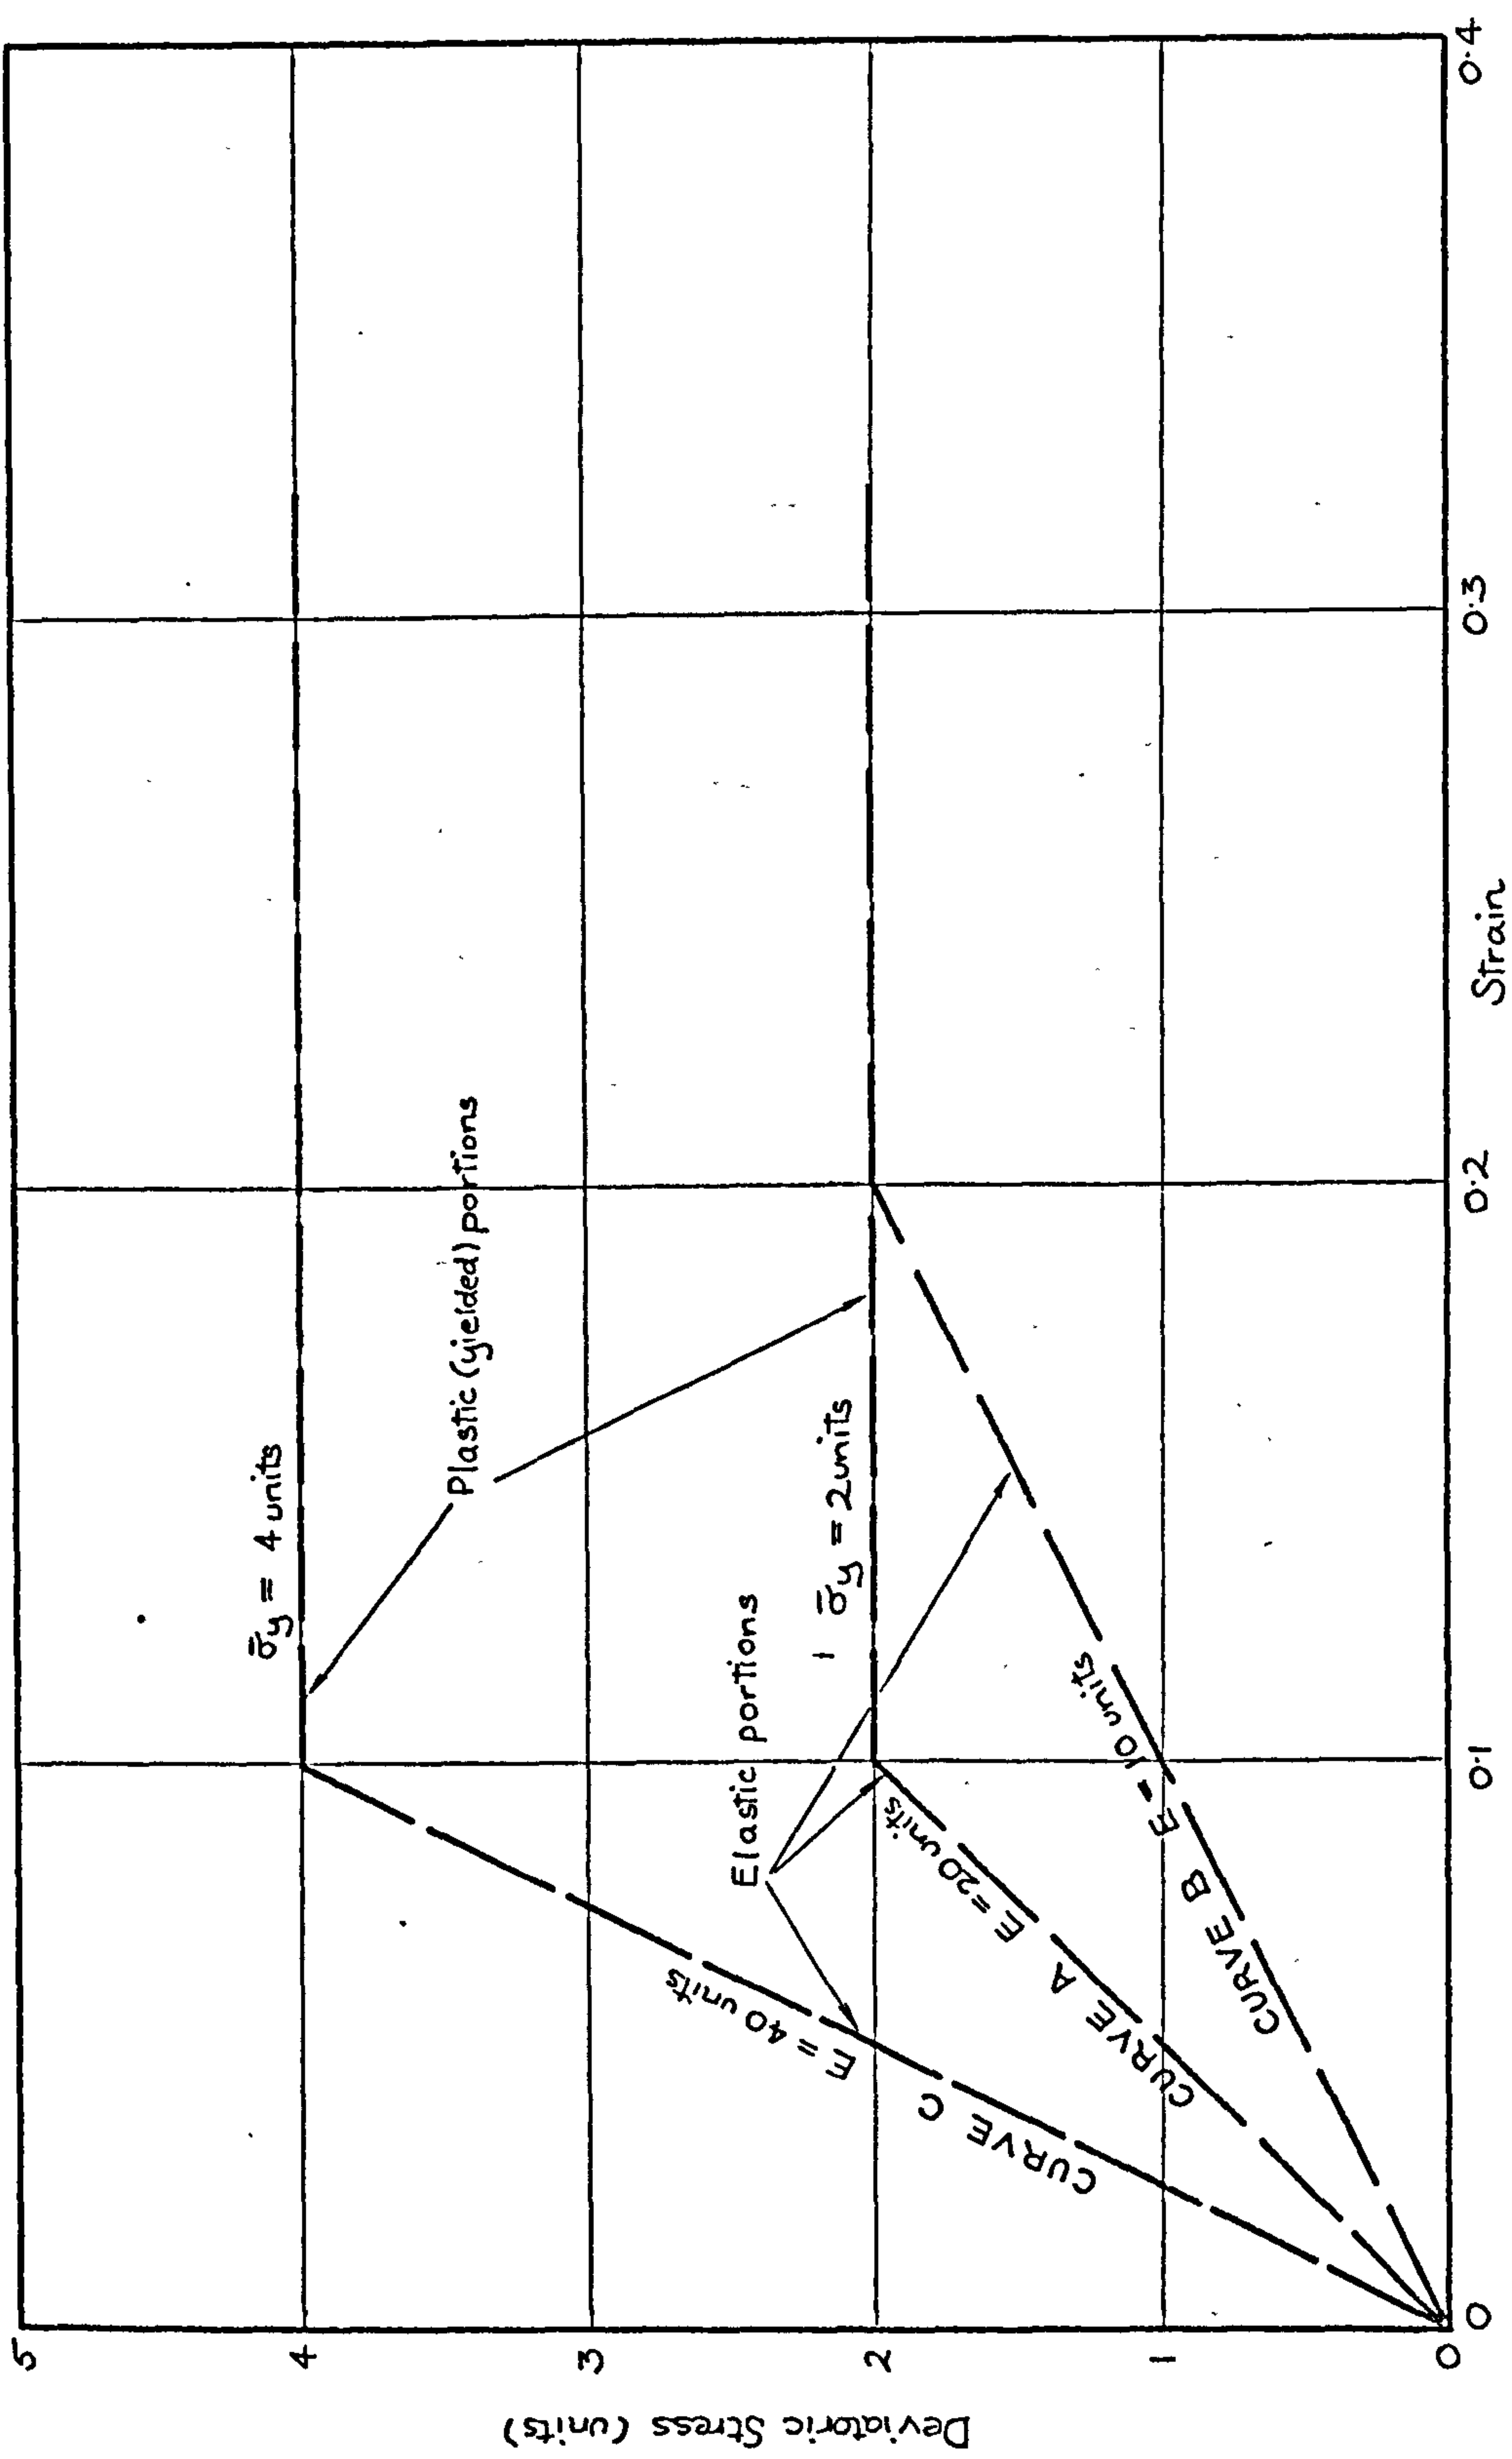 5
4
3
2
1
0
Deviatoric Stress (units)
0
0.1
0.2
0.3
0.4
Strain
σ̄y = 4 units
Plastic (yielded) portions
Elastic portions
σ̄y = 2 units
E = 40 units
CURVE C
E = 20 units
CURVE A
E = 10 units
CURVE B